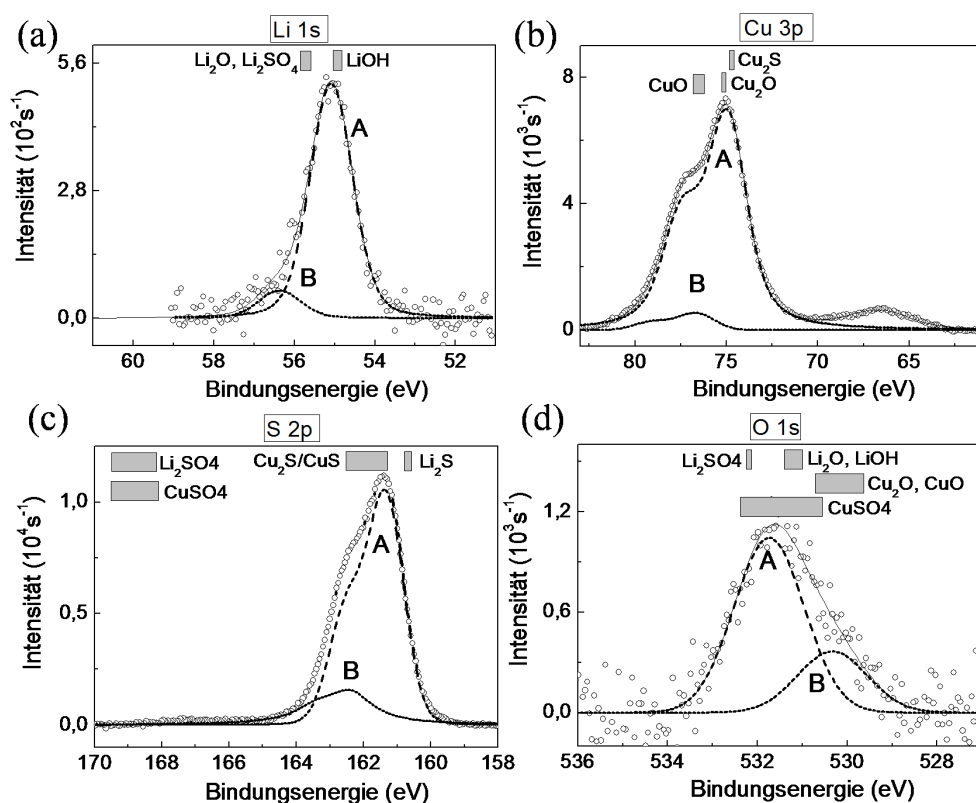 (a)
Li 1s
5,6
Li₂O, Li₂SO₄
LiOH
A
2,8
B
0,0
Intensität (10²s⁻¹)
60
58
56
54
52
Bindungsenergie (eV)
(b)
Cu 3p
8
Cu₂S
CuO
Cu₂O
A
4
B
0
Intensität (10³s⁻¹)
80
75
70
65
Bindungsenergie (eV)
(c)
S 2p
Li₂SO4
Cu₂S/CuS
Li₂S
CuSO4
1,0
A
0,5
B
0,0
Intensität (10⁴s⁻¹)
170
168
166
164
162
160
158
Bindungsenergie (eV)
(d)
O 1s
Li₂SO4
Li₂O, LiOH
Cu₂O, CuO
CuSO4
1,2
A
0,6
B
0,0
Intensität (10³s⁻¹)
536
534
532
531
530
528
Bindungsenergie (eV)